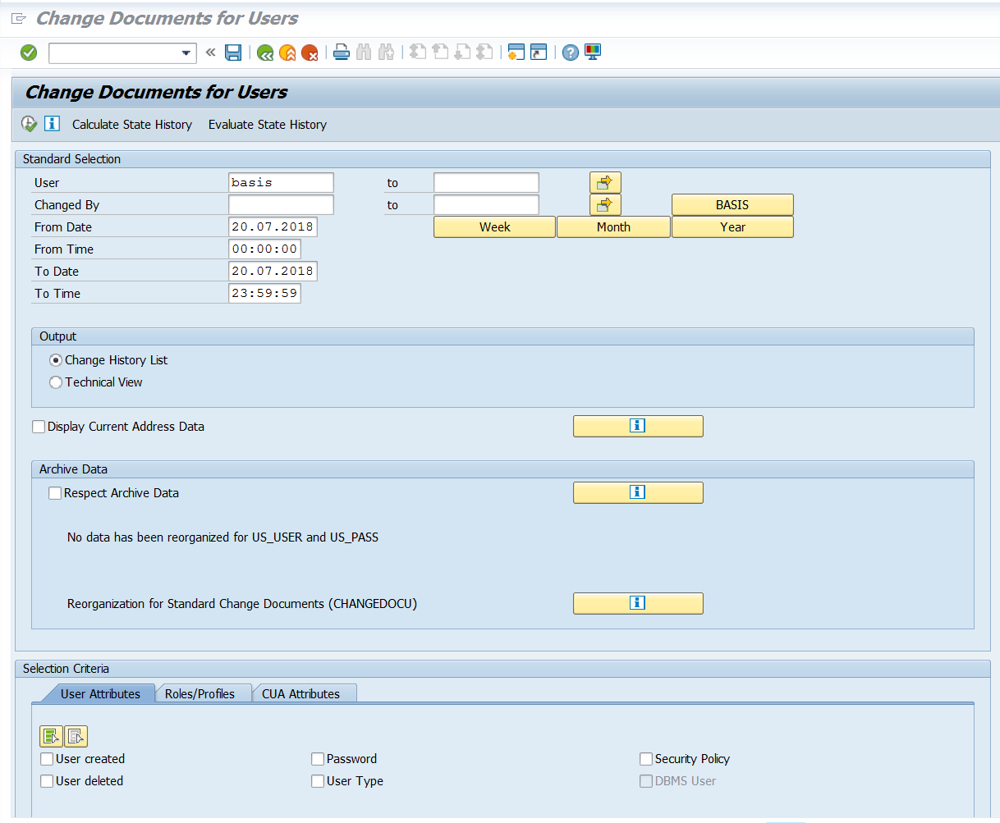 Change Documents for Users
Change Documents for Users
Calculate State History Evaluate State History
Standard Selection
User basis to
Changed By to BASIS
From Date 20.07.2018 Week Month Year
From Time 00:00:00
To Date 20.07.2018
To Time 23:59:59
Output
Change History List
Technical View
Display Current Address Data
Archive Data
Respect Archive Data
No data has been reorganized for US_USER and US_PASS
Reorganization for Standard Change Documents (CHANGEDOCU)
Selection Criteria
User Attributes Roles/Profiles CUA Attributes
User created Password Security Policy
User deleted User Type DBMS User